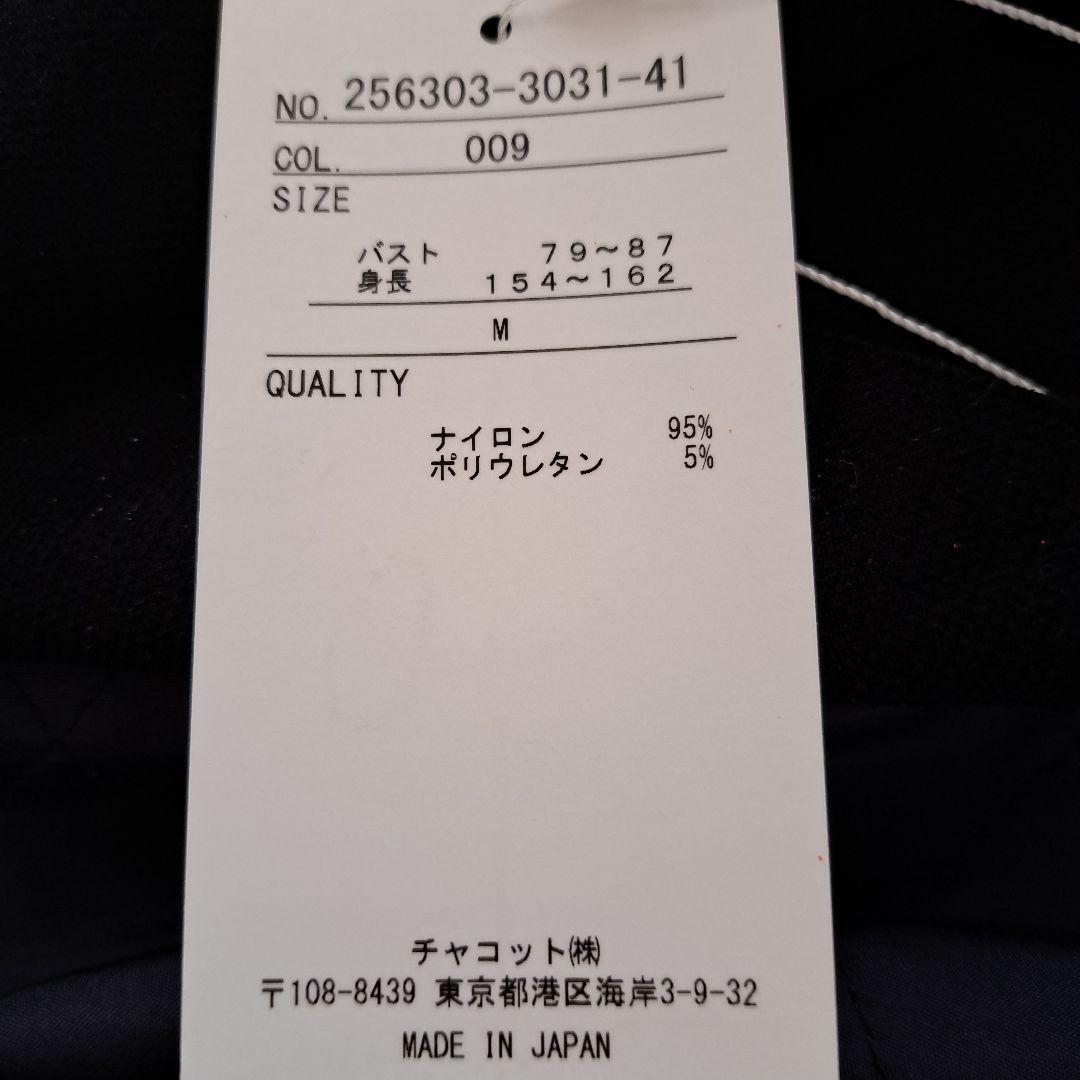 NO. 256303-3031-41
COL. 009
SIZE
バスト 79～87
身長 154～162
M
QUALITY
ナイロン 95%
ポリウレタン 5%
チャコット㈱
〒108-8439 東京都港区海岸3-9-32
MADE IN JAPAN